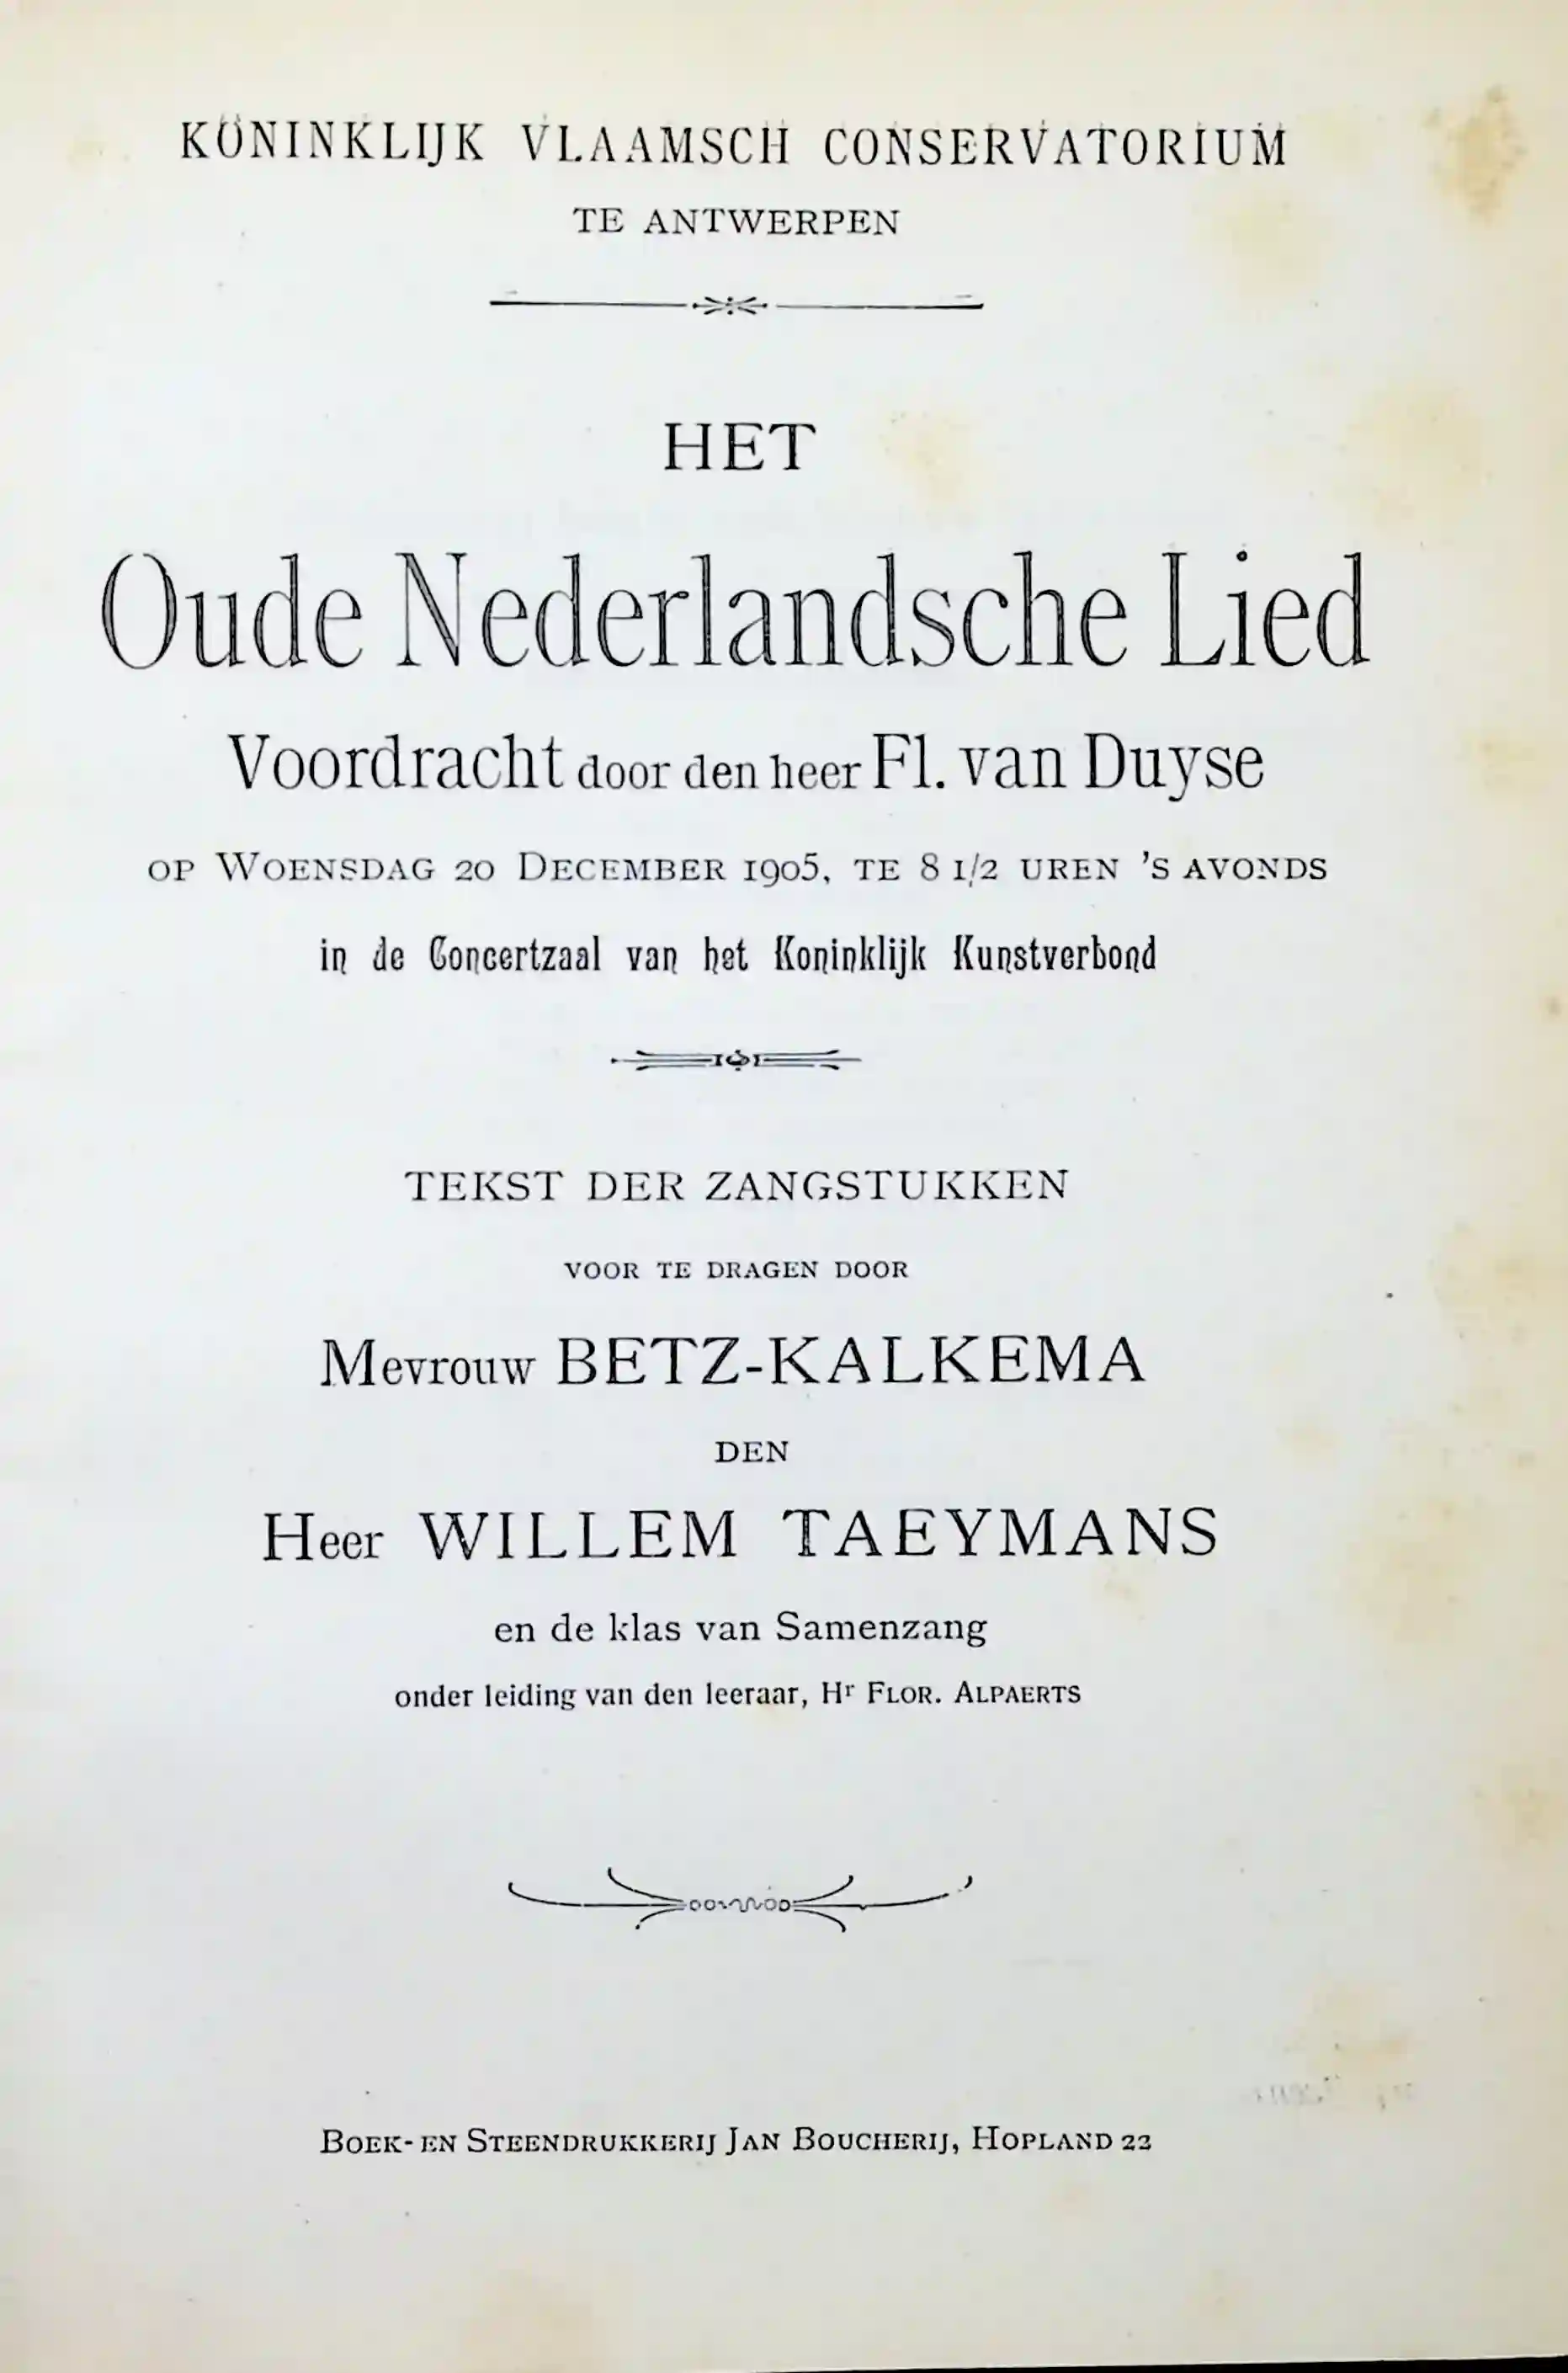 KONINKLIJK VLAAMSCH CONSERVATORIUM
TE ANTWERPEN
HET
Oude Nederlandsche Lied
Voordracht door den heer Fl. van Duyse
OP WOENSDAG 20 DECEMBER 1905, TE 8 1/2 UREN 'S AVONDS
in de Concertzaal van het Koninklijk Kunstverbond
TEKST DER ZANGSTUKKEN
VOOR TE DRAGEN DOOR
Mevrouw BETZ-KALKEMA
DEN
Heer WILLEM TAEYMANS
en de klas van Samenzang
onder leiding van den leeraar, Hr FLOR. ALPAERTS
BOEK- EN STEENDRUKKERIJ JAN BOUCHERIJ, HOPLAND 22